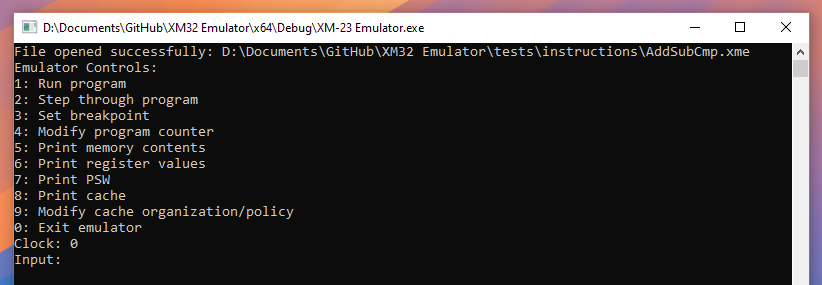 D:\Documents\GitHub\XM32 Emulator\x64\Debug\XM-23 Emulator.exe
File opened successfully: D:\Documents\GitHub\XM32 Emulator\tests\instructions\AddSubCmp.xme
Emulator Controls:
1: Run program
2: Step through program
3: Set breakpoint
4: Modify program counter
5: Print memory contents
6: Print register values
7: Print PSW
8: Print cache
9: Modify cache organization/policy
0: Exit emulator
Clock: 0
Input: